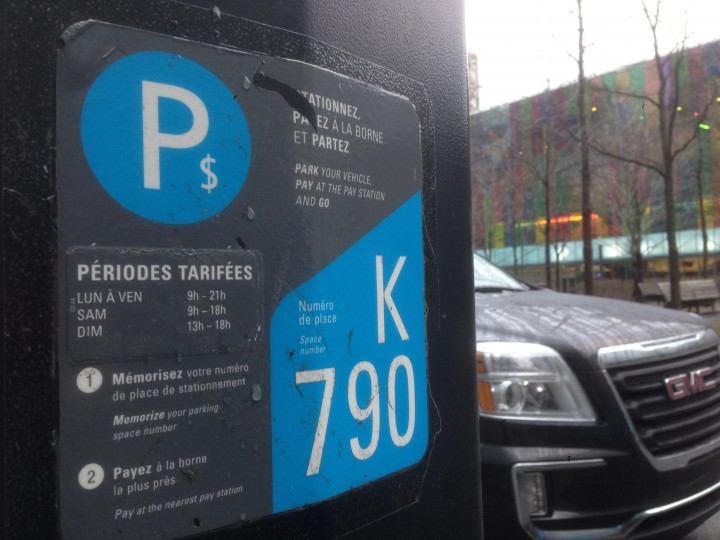 P$
STATIONNEZ,
PAYEZ À LA BORNE
ET PARTEZ
PARK YOUR VEHICLE,
PAY AT THE PAY STATION
AND GO
PÉRIODES TARIFÉES
LUN À VEN 9h – 21h
SAM 9h – 18h
DIM 13h – 18h
Numéro
de place
Space
number
K
790
1 Mémorisez votre numéro
de place de stationnement
Memorize your parking
space number
2 Payez à la borne
la plus près
Pay at the nearest pay station
GMC